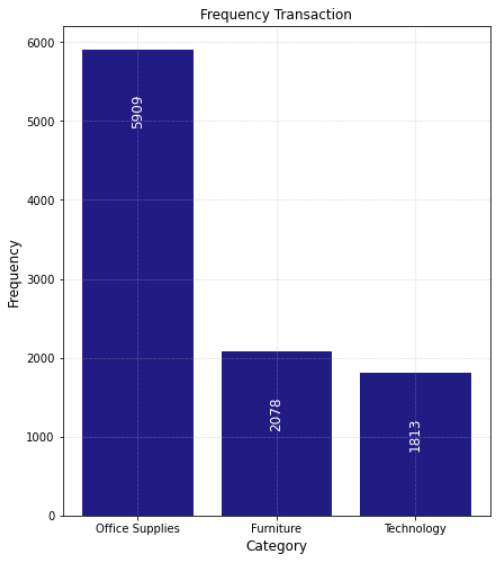 Frequency Transaction
6000
5000
4000
3000
2000
1000
0
Frequency
5909
2078
1813
Office Supplies
Furniture
Technology
Category